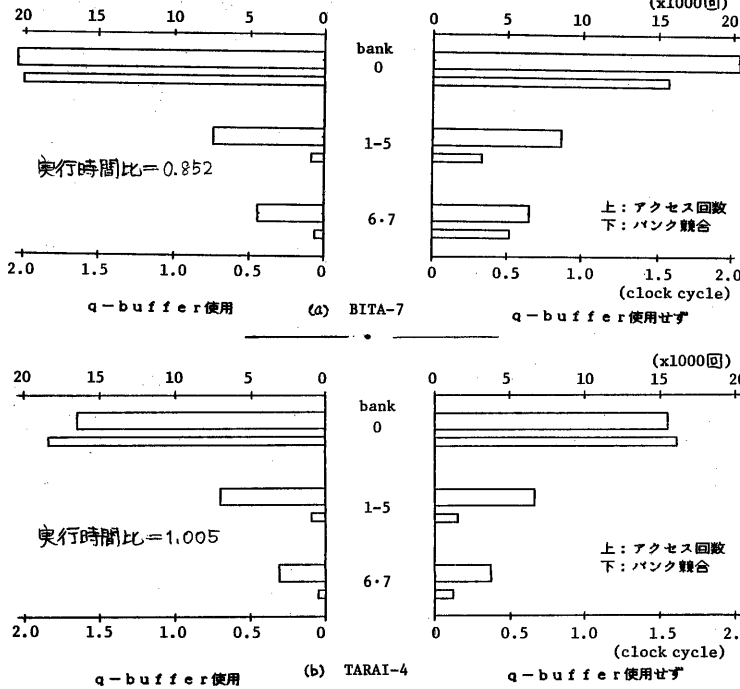 (x1000回)
20 15 10 5 0 0 5 10 15 20
bank
0
1-5
実行時間比=0.852
6・7
上:アクセス回数
下:バンク競合
2.0 1.5 1.0 0.5 0 0 0.5 1.0 1.5 2.0
(clock cycle)
q-buffer使用 (a) BITA-7 q-buffer使用せず
(x1000回)
20 15 10 5 0 0 5 10 15 20
bank
0
1-5
実行時間比=1.005
6・7
上:アクセス回数
下:バンク競合
2.0 1.5 1.0 0.5 0 0 0.5 1.0 1.5 2.0
(clock cycle)
q-buffer使用 (b) TARAI-4 q-buffer使用せず